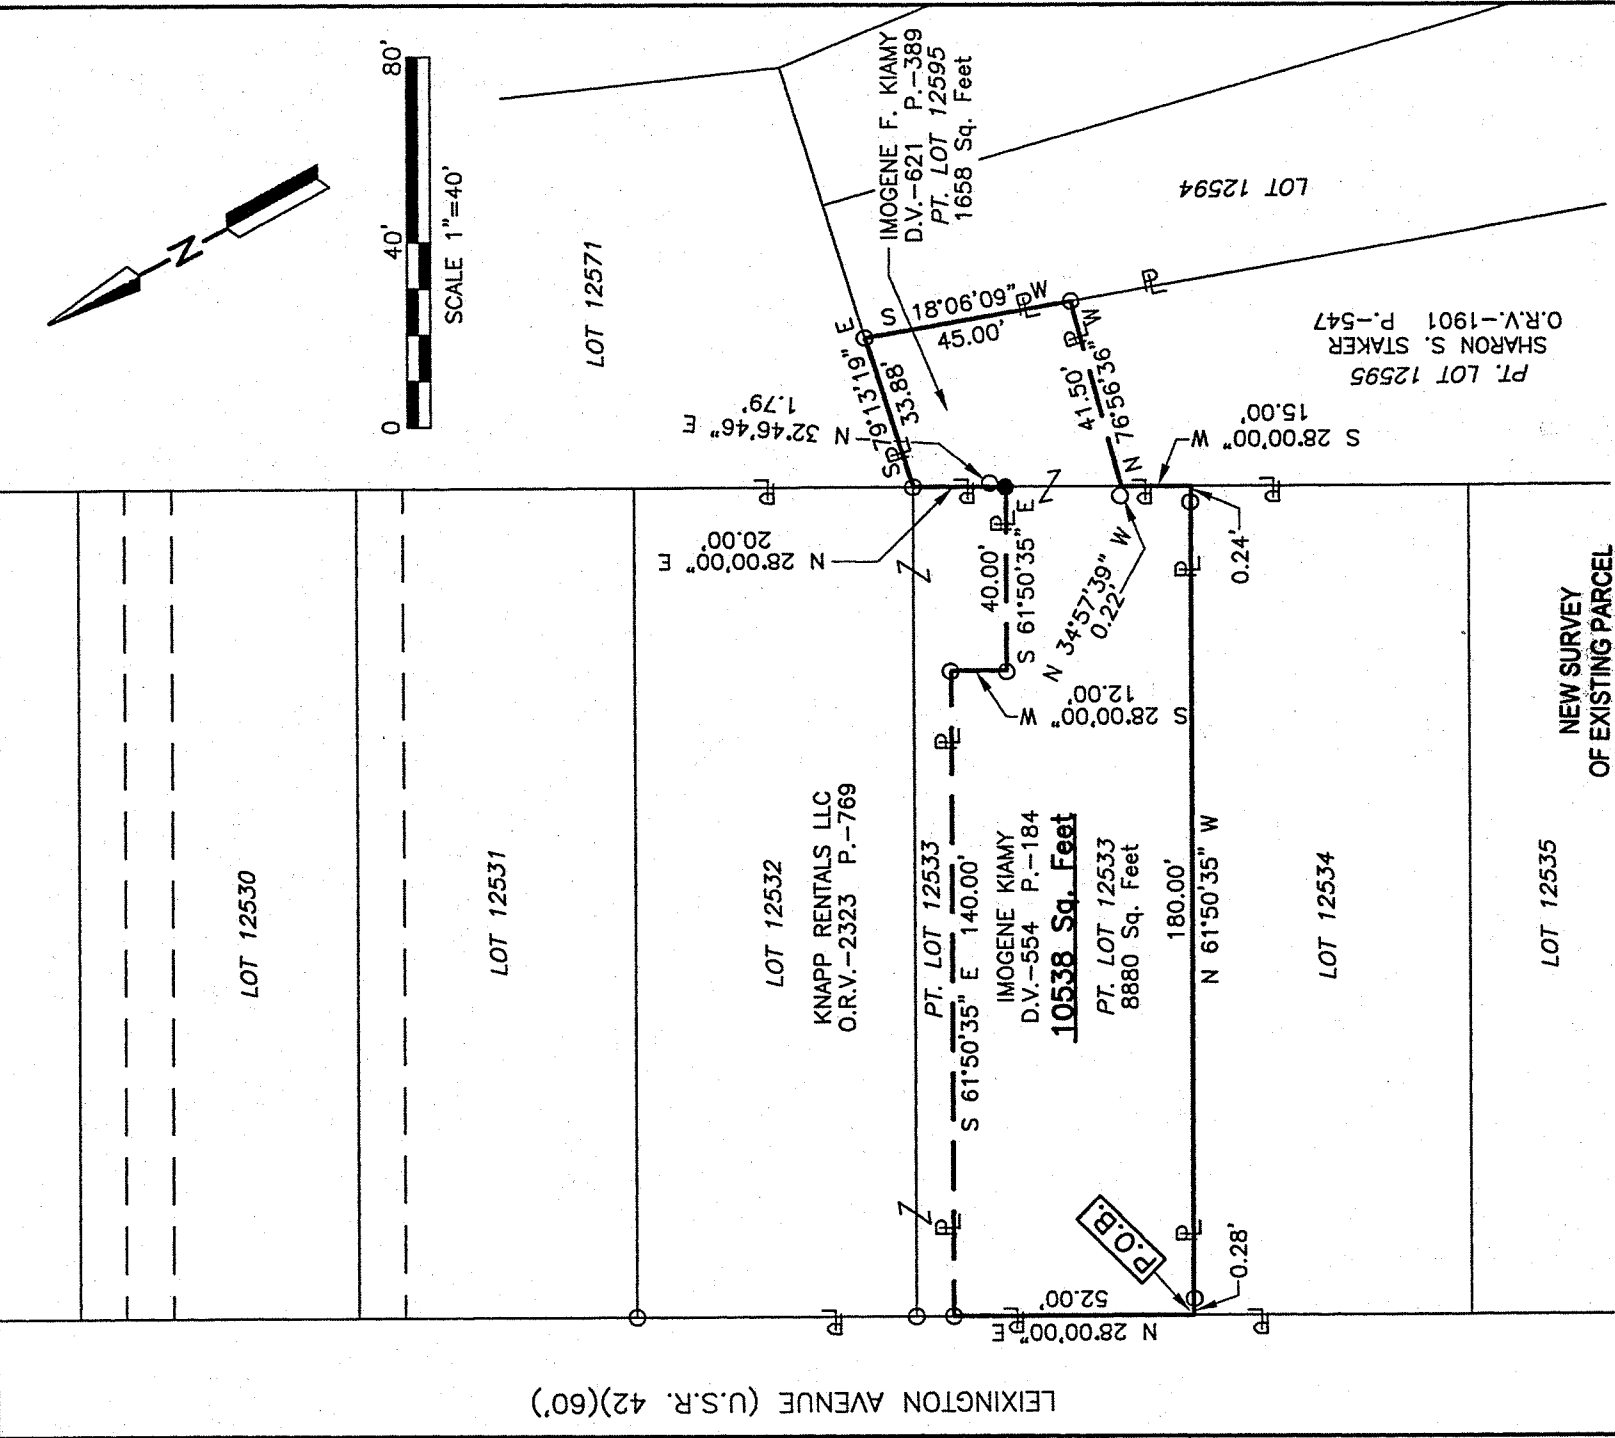 0
40'
80'
SCALE 1"=40'
N
LOT 12571
IMOGENE F. KIAMY
D.V.-621 P.-389
PT. LOT 12595
1658 Sq. Feet
LOT 12594
S 79°13'19" E
33.88'
S 18°06'09" W
45.00'
N 32°46'46" E
1.79'
41.50'
N 76°56'36" W
PT. LOT 12595
SHARON S. STAKER
O.R.V.-1901 P.-547
S 28°00'00" W
15.00'
N 28°00'00" E
20.00'
40.00'
S 61°50'35" E
N 34°57'39" W
0.22'
0.24'
S 28°00'00" W
12.00'
LOT 12530
LOT 12531
LOT 12532
KNAPP RENTALS LLC
O.R.V.-2323 P.-769
PT. LOT 12533
S 61°50'35" E 140.00'
IMOGENE KIAMY
D.V.-554 P.-184
10538 Sq. Feet
PT. LOT 12533
8880 Sq. Feet
180.00'
N 61°50'35" W
LOT 12534
LOT 12535
NEW SURVEY
OF EXISTING PARCEL
P.O.B.
0.28'
52.00'
N 28°00'00" E
LEIXINGTON AVENUE (U.S.R. 42)(60')